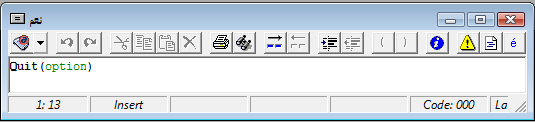 نعم
Quit(option)
1: 13 Insert Code: 000 La